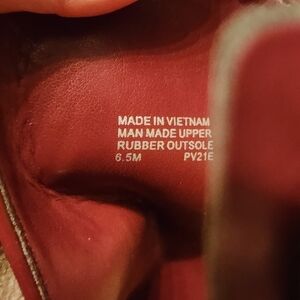 MADE IN VIETNAM
MAN MADE UPPER
RUBBER OUTSOLE
6.5M PV21E